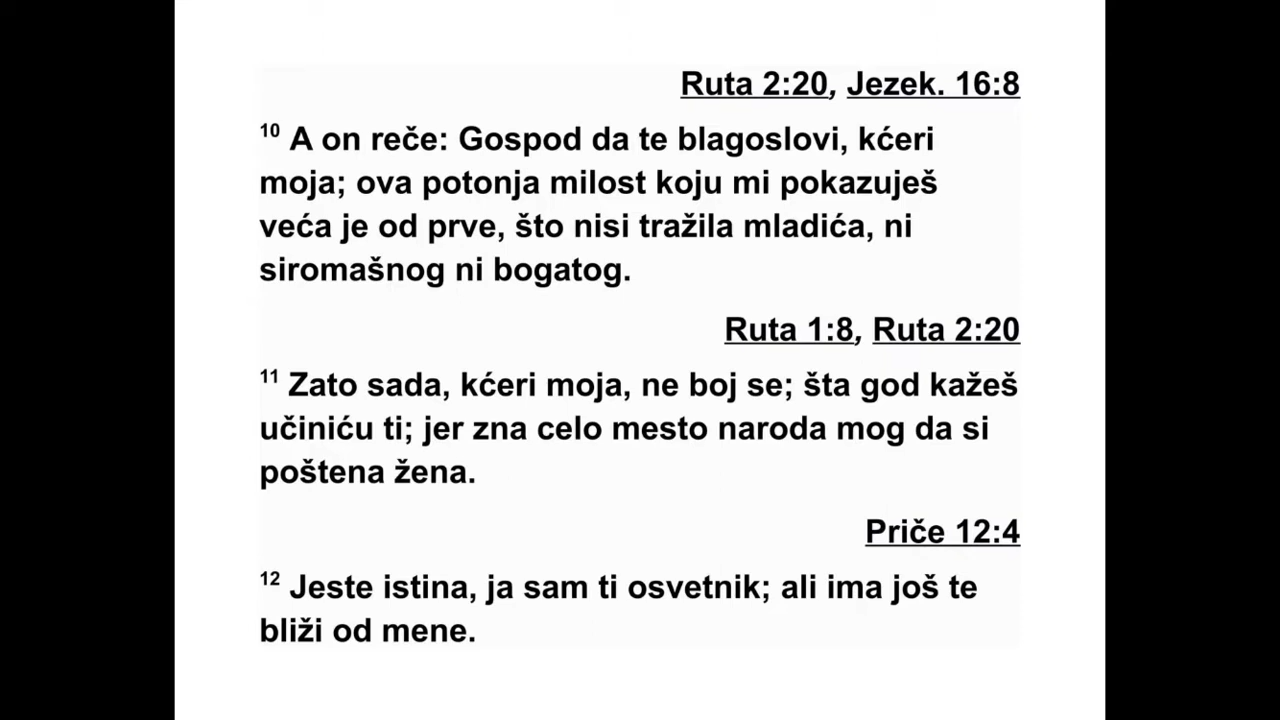 Ruta 2:20, Jezek. 16:8
10 A on reče: Gospod da te blagoslovi, kćeri
moja; ova potonja milost koju mi pokazuješ
veća je od prve, što nisi tražila mladića, ni
siromašnog ni bogatog.
Ruta 1:8, Ruta 2:20
11 Zato sada, kćeri moja, ne boj se; šta god kažeš
učiniću ti; jer zna celo mesto naroda mog da si
poštena žena.
Priče 12:4
12 Jeste istina, ja sam ti osvetnik; ali ima još te
bliži od mene.